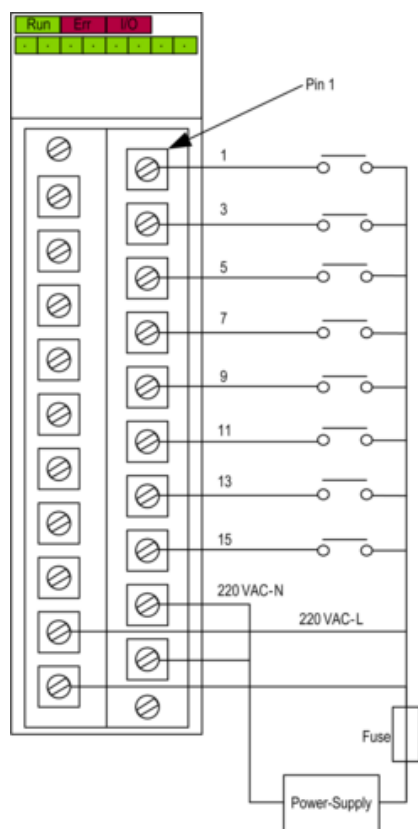 Run Err I/O
Pin 1
1
3
5
7
9
11
13
15
220 VAC-N
220 VAC-L
Fuse
Power-Supply